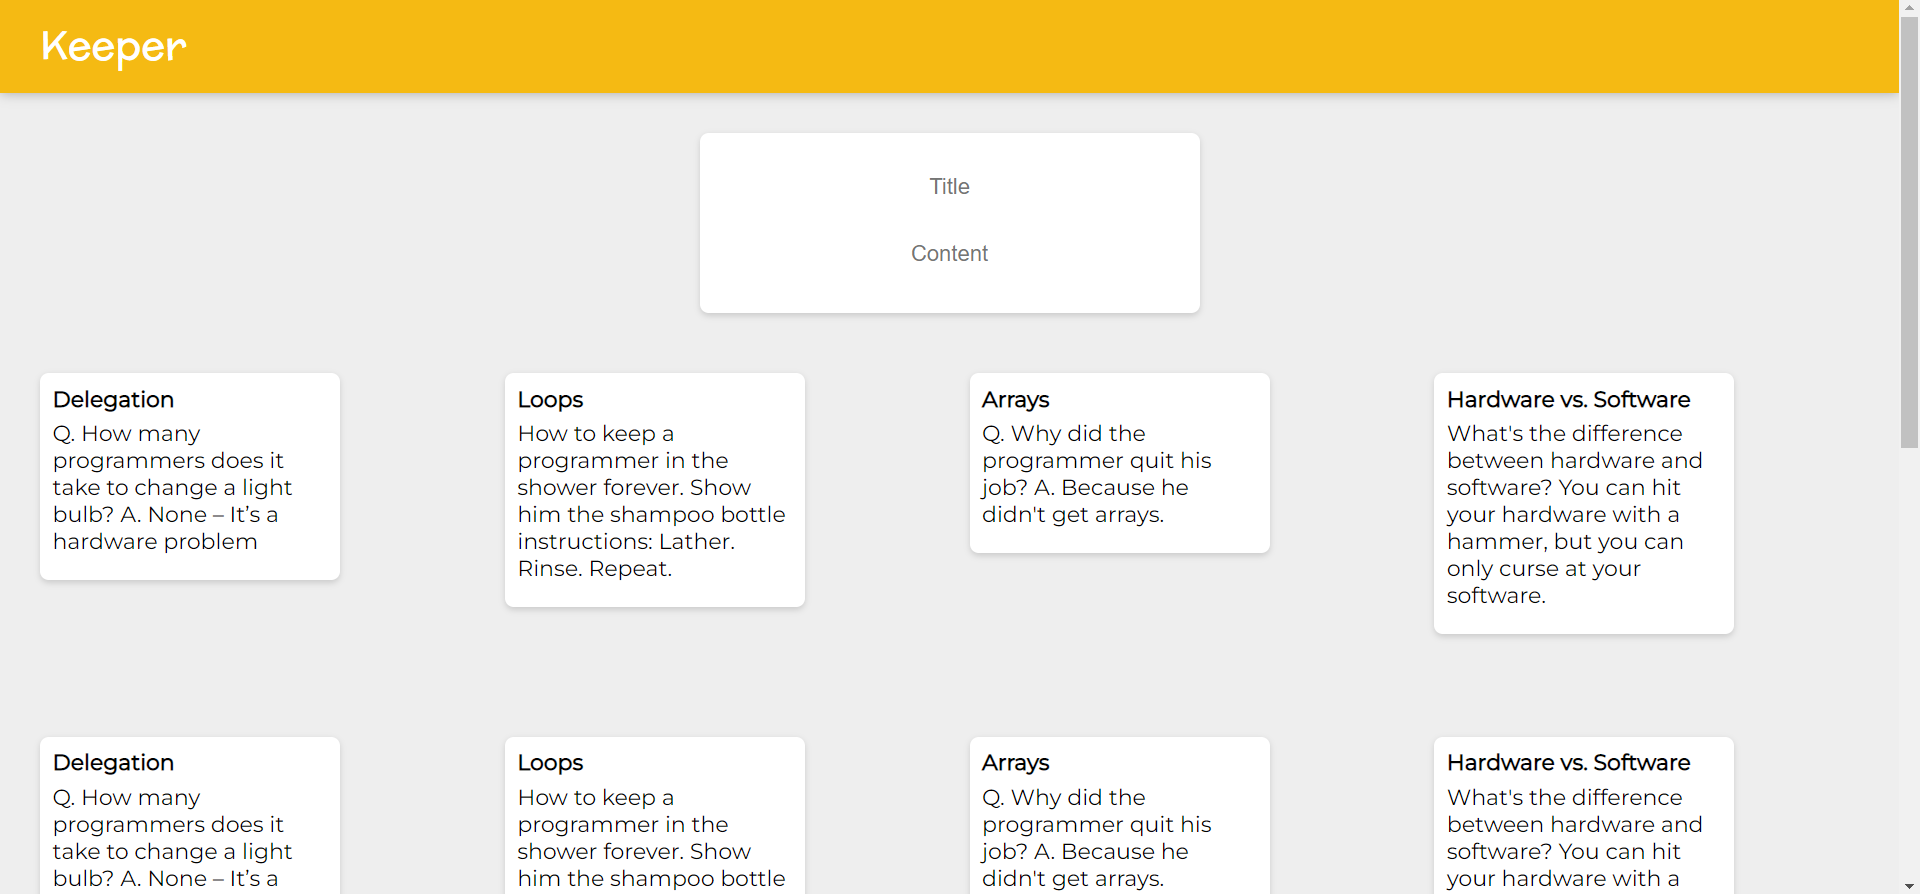 Keeper
Title
Content
Delegation
Q. How many
programmers does it
take to change a light
bulb? A. None – It’s a
hardware problem
Loops
How to keep a
programmer in the
shower forever. Show
him the shampoo bottle
instructions: Lather.
Rinse. Repeat.
Arrays
Q. Why did the
programmer quit his
job? A. Because he
didn't get arrays.
Hardware vs. Software
What's the difference
between hardware and
software? You can hit
your hardware with a
hammer, but you can
only curse at your
software.
Delegation
Q. How many
programmers does it
take to change a light
bulb? A. None – It’s a
Loops
How to keep a
programmer in the
shower forever. Show
him the shampoo bottle
Arrays
Q. Why did the
programmer quit his
job? A. Because he
didn't get arrays.
Hardware vs. Software
What's the difference
between hardware and
software? You can hit
your hardware with a